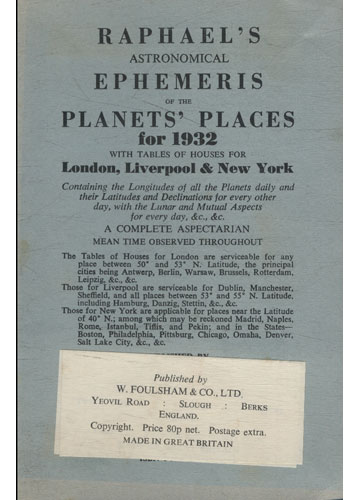 RAPHAEL'S
ASTRONOMICAL
EPHEMERIS
OF THE
PLANETS' PLACES
for 1932
WITH TABLES OF HOUSES FOR
London, Liverpool & New York
Containing the Longitudes of all the Planets daily and
their Latitudes and Declinations for every other
day, with the Lunar and Mutual Aspects
for every day, &c., &c.
A COMPLETE ASPECTARIAN
MEAN TIME OBSERVED THROUGHOUT
The Tables of Houses for London are serviceable for any
place between 50° and 53° N. Latitude, the principal
cities being Antwerp, Berlin, Warsaw, Brussels, Rotterdam,
Leipzig, &c., &c.
Those for Liverpool are serviceable for Dublin, Manchester,
Sheffield, and all places between 53° and 55° N. Latitude,
including Hamburg, Danzig, Stettin, &c., &c.
Those for New York are applicable for places near the Latitude
of 40° N.; among which may be reckoned Madrid, Naples,
Rome, Istanbul, Tiflis, and Pekin; and in the States—
Boston, Philadelphia, Pittsburg, Chicago, Omaha, Denver,
Salt Lake City, &c., &c.
Published by
W. FOULSHAM & CO., LTD
YEOVIL ROAD : SLOUGH : BERKS
ENGLAND.
Copyright. Price 80p net. Postage extra.
MADE IN GREAT BRITAIN